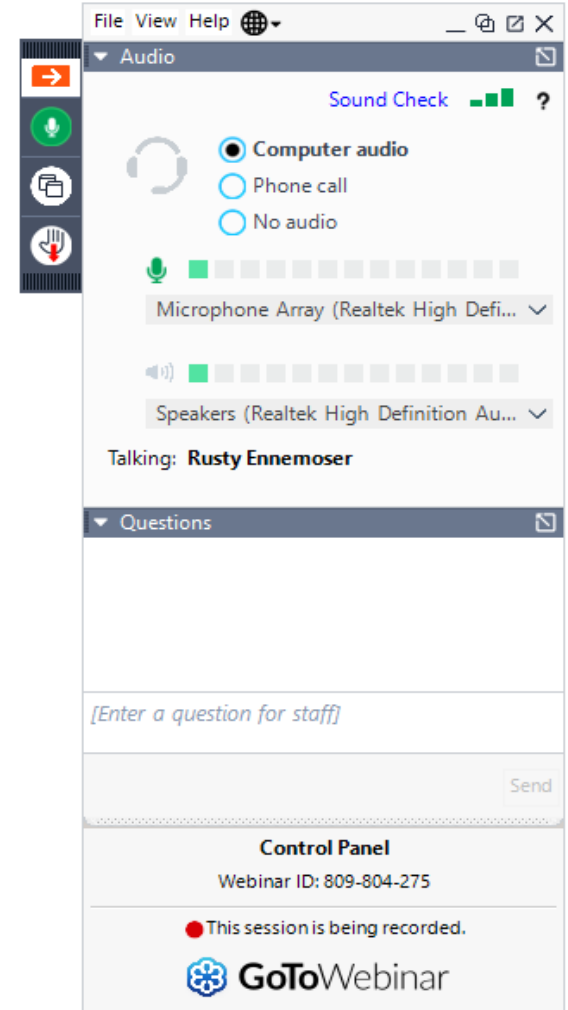 File View Help
Audio
Sound Check ?
Computer audio
Phone call
No audio
Microphone Array (Realtek High Defi...
Speakers (Realtek High Definition Au...
Talking: Rusty Ennemoser
Questions
[Enter a question for staff]
Send
Control Panel
Webinar ID: 809-804-275
This session is being recorded.
GoToWebinar